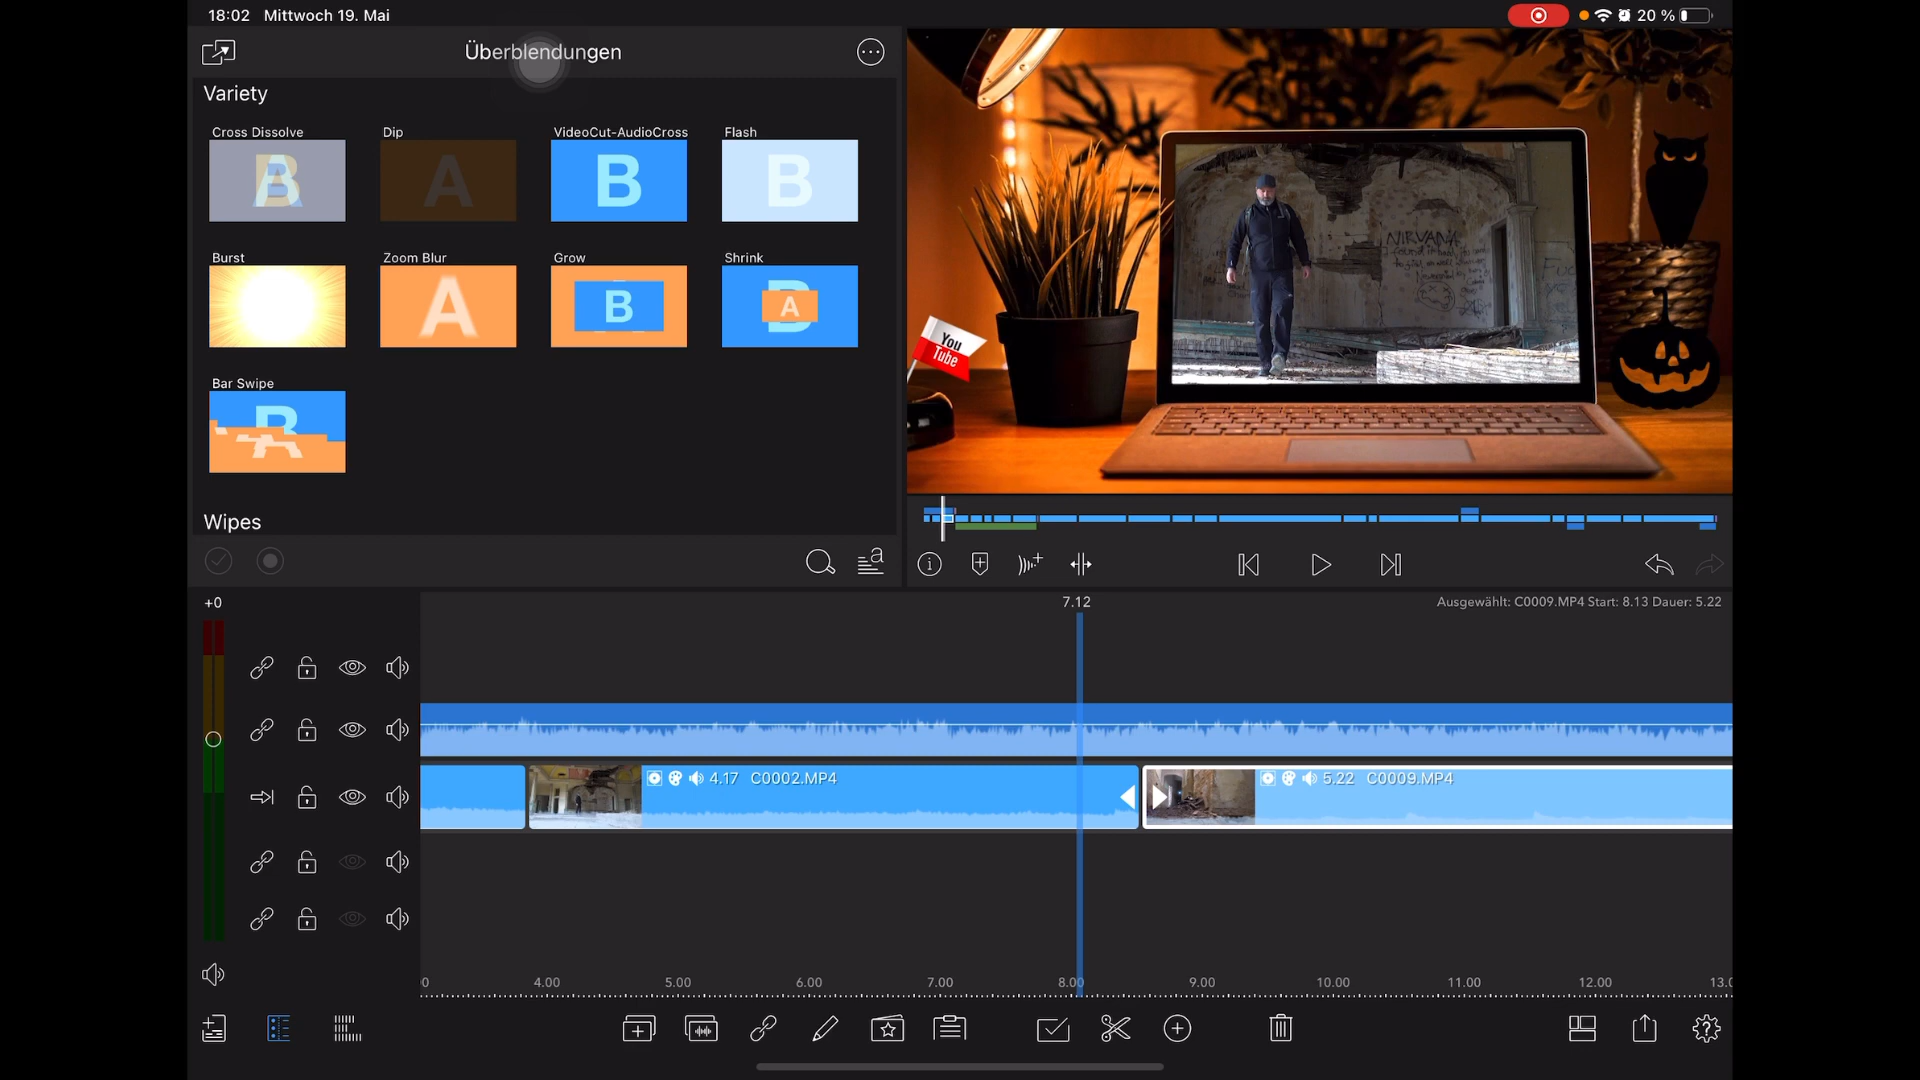 18:02 Mittwoch 19. Mai
20 %
Überblendungen
Variety
Cross Dissolve
Dip
VideoCut-AudioCross
Flash
B
A
B
B
Burst
Zoom Blur
Grow
Shrink
A
B
A
Bar Swipe
Wipes
You
Tube
NIRVANA
+0
7.12
Ausgewählt: C0009.MP4 Start: 8.13 Dauer: 5.22
4.17 C0002.MP4
5.22 C0009.MP4
0 4.00 5.00 6.00 7.00 8.00 9.00 10.00 11.00 12.00 13.0